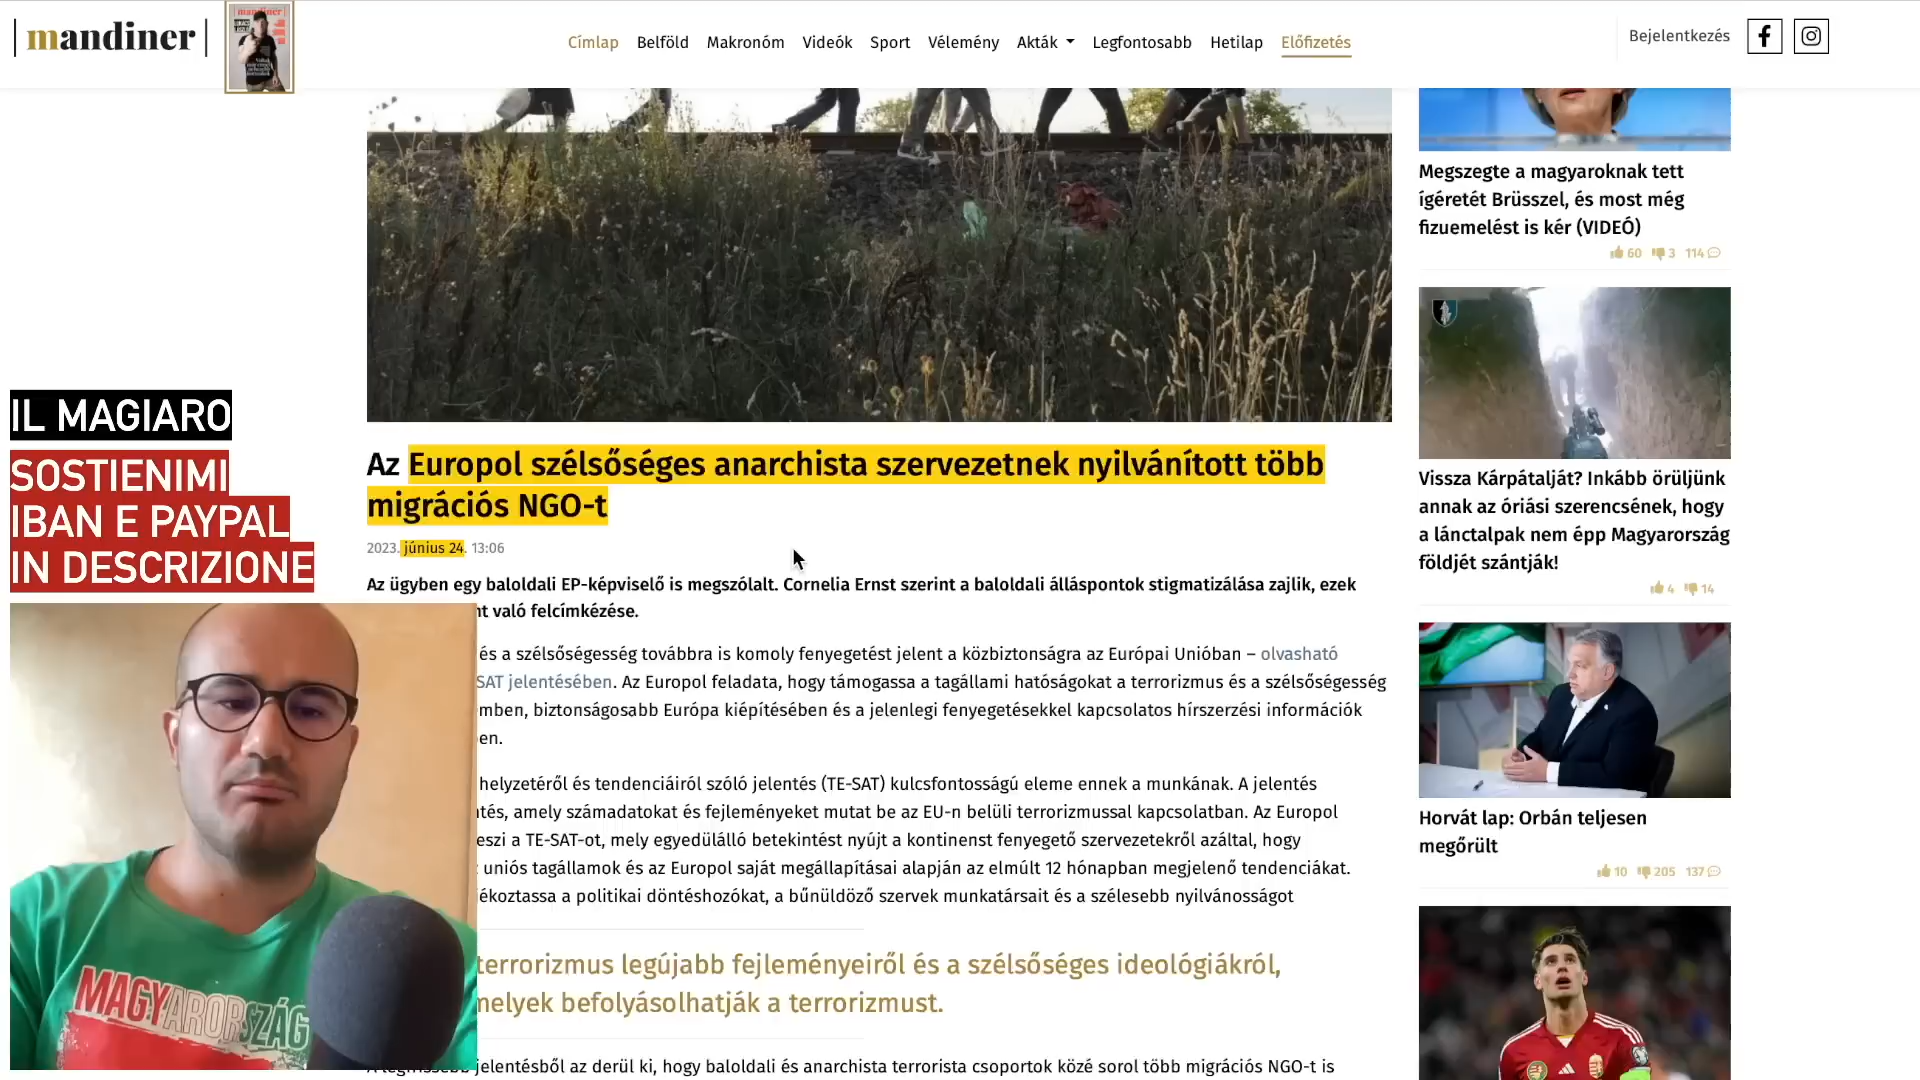 mandiner
Címlap Belföld Makronóm Videók Sport Vélemény Akták Legfontosabb Hetilap Előfizetés
Bejelentkezés
IL MAGIARO
SOSTIENIMI
IBAN E PAYPAL
IN DESCRIZIONE
Az Europol szélsőséges anarchista szervezetnek nyilvánított több
migrációs NGO-t
2023. június 24. 13:06
Az ügyben egy baloldali EP-képviselő is megszólalt. Cornelia Ernst szerint a baloldali álláspontok stigmatizálása zajlik, ezek
való felcímkézése.
és a szélsőségesség továbbra is komoly fenyegetést jelent a közbiztonságra az Európai Unióban – olvasható
SAT jelentésében. Az Europol feladata, hogy támogassa a tagállami hatóságokat a terrorizmus és a szélsőségesség
mben, biztonságosabb Európa kiépítésében és a jelenlegi fenyegetésekkel kapcsolatos hírszerzési információk
en.
helyzetéről és tendenciáiról szóló jelentés (TE-SAT) kulcsfontosságú eleme ennek a munkának. A jelentés
ntés, amely számadatokat és fejleményeket mutat be az EU-n belüli terrorizmussal kapcsolatban. Az Europol
eszi a TE-SAT-ot, mely egyedülálló betekintést nyújt a kontinenst fenyegető szervezetekről azáltal, hogy
uniós tagállamok és az Europol saját megállapításai alapján az elmúlt 12 hónapban megjelenő tendenciákat.
ékoztassa a politikai döntéshozókat, a bűnüldöző szervek munkatársait és a szélesebb nyilvánosságot
terrorizmus legújabb fejleményeiről és a szélsőséges ideológiákról,
melyek befolyásolhatják a terrorizmust.
jelentésből az derül ki, hogy baloldali és anarchista terrorista csoportok közé sorol több migrációs NGO-t is
MAGYARORSZÁG
Megszegte a magyaroknak tett
ígéretét Brüsszel, és most még
fizuemelést is kér (VIDEÓ)
60 3 114
Vissza Kárpátalját? Inkább örüljünk
annak az óriási szerencsének, hogy
a lánctalpak nem épp Magyarország
földjét szántják!
4 14
Horvát lap: Orbán teljesen
megőrült
10 205 137